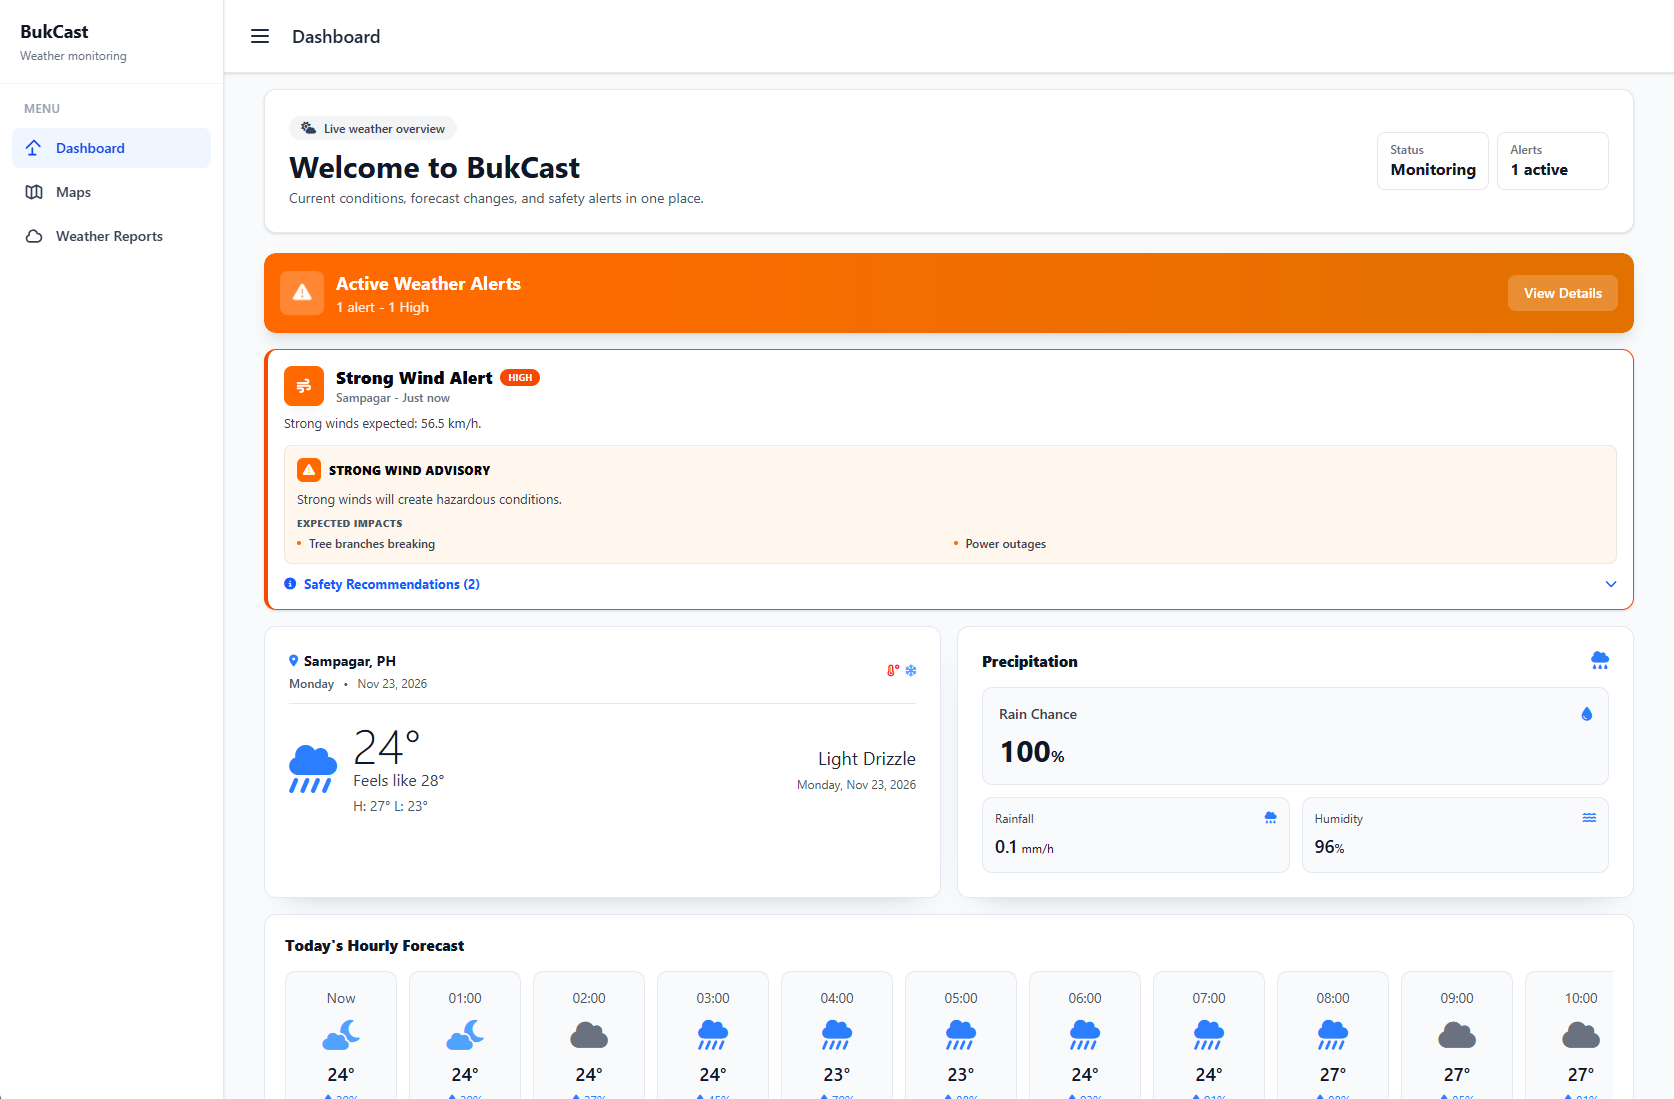 BukCast
Weather monitoring
MENU
Dashboard
Maps
Weather Reports
Dashboard
Live weather overview
Welcome to BukCast
Current conditions, forecast changes, and safety alerts in one place.
Status
Monitoring
Alerts
1 active
Active Weather Alerts
1 alert - 1 High
View Details
Strong Wind Alert HIGH
Sampagar - Just now
Strong winds expected: 56.5 km/h.
STRONG WIND ADVISORY
Strong winds will create hazardous conditions.
EXPECTED IMPACTS
• Tree branches breaking
• Power outages
Safety Recommendations (2)
Sampagar, PH
Monday • Nov 23, 2026
24°
Feels like 28°
H: 27° L: 23°
Light Drizzle
Monday, Nov 23, 2026
Precipitation
Rain Chance
100%
Rainfall
0.1 mm/h
Humidity
96%
Today's Hourly Forecast
Now 01:00 02:00 03:00 04:00 05:00 06:00 07:00 08:00 09:00 10:00
24° 24° 24° 24° 23° 23° 24° 24° 27° 27° 27°